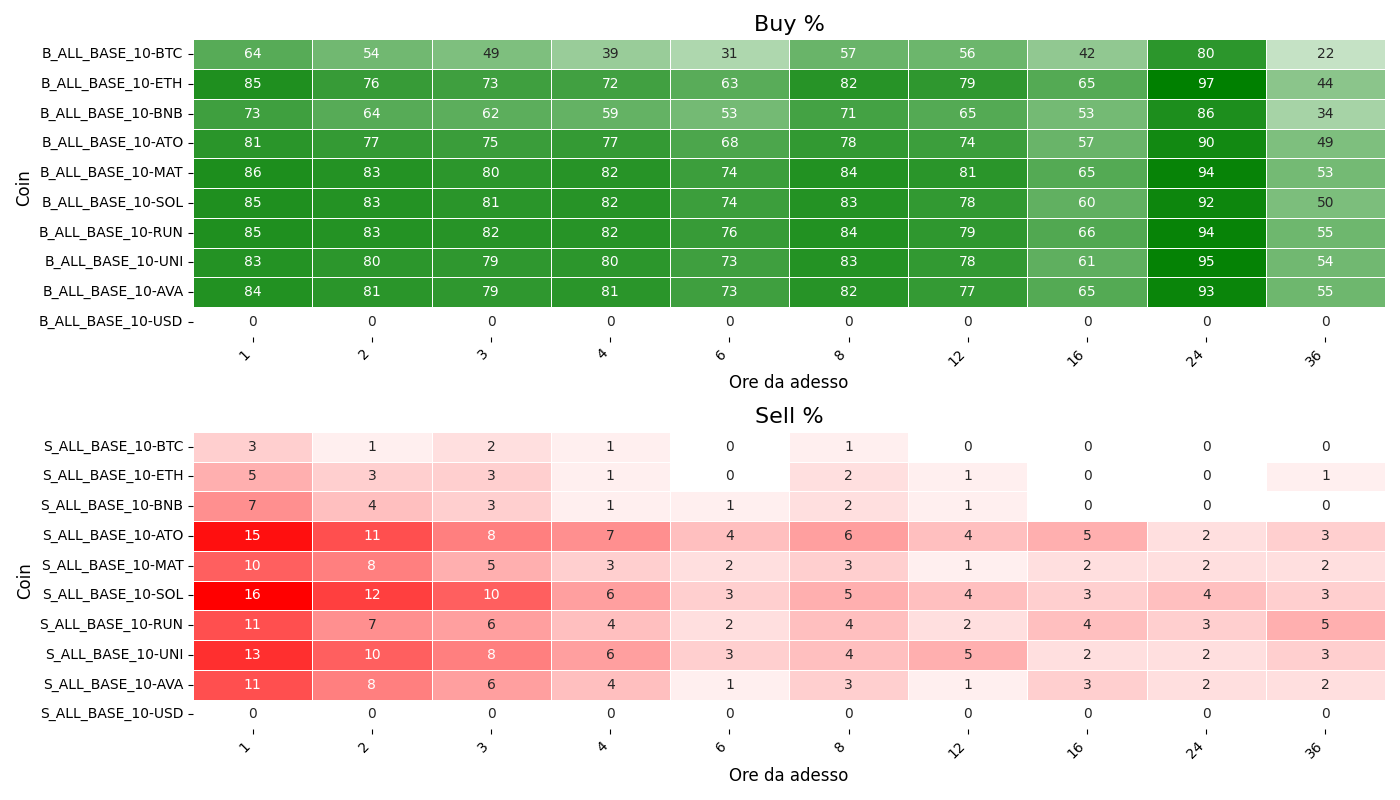 Buy %
Coin
B_ALL_BASE_10-BTC 64 54 49 39 31 57 56 42 80 22
B_ALL_BASE_10-ETH 85 76 73 72 63 82 79 65 97 44
B_ALL_BASE_10-BNB 73 64 62 59 53 71 65 53 86 34
B_ALL_BASE_10-ATO 81 77 75 77 68 78 74 57 90 49
B_ALL_BASE_10-MAT 86 83 80 82 74 84 81 65 94 53
B_ALL_BASE_10-SOL 85 83 81 82 74 83 78 60 92 50
B_ALL_BASE_10-RUN 85 83 82 82 76 84 79 66 94 55
B_ALL_BASE_10-UNI 83 80 79 80 73 83 78 61 95 54
B_ALL_BASE_10-AVA 84 81 79 81 73 82 77 65 93 55
B_ALL_BASE_10-USD 0 0 0 0 0 0 0 0 0 0
1 2 3 4 6 8 12 16 24 36
Ore da adesso
Sell %
Coin
S_ALL_BASE_10-BTC 3 1 2 1 0 1 0 0 0 0
S_ALL_BASE_10-ETH 5 3 3 1 0 2 1 0 0 1
S_ALL_BASE_10-BNB 7 4 3 1 1 2 1 0 0 0
S_ALL_BASE_10-ATO 15 11 8 7 4 6 4 5 2 3
S_ALL_BASE_10-MAT 10 8 5 3 2 3 1 2 2 2
S_ALL_BASE_10-SOL 16 12 10 6 3 5 4 3 4 3
S_ALL_BASE_10-RUN 11 7 6 4 2 4 2 4 3 5
S_ALL_BASE_10-UNI 13 10 8 6 3 4 5 2 2 3
S_ALL_BASE_10-AVA 11 8 6 4 1 3 1 3 2 2
S_ALL_BASE_10-USD 0 0 0 0 0 0 0 0 0 0
1 2 3 4 6 8 12 16 24 36
Ore da adesso